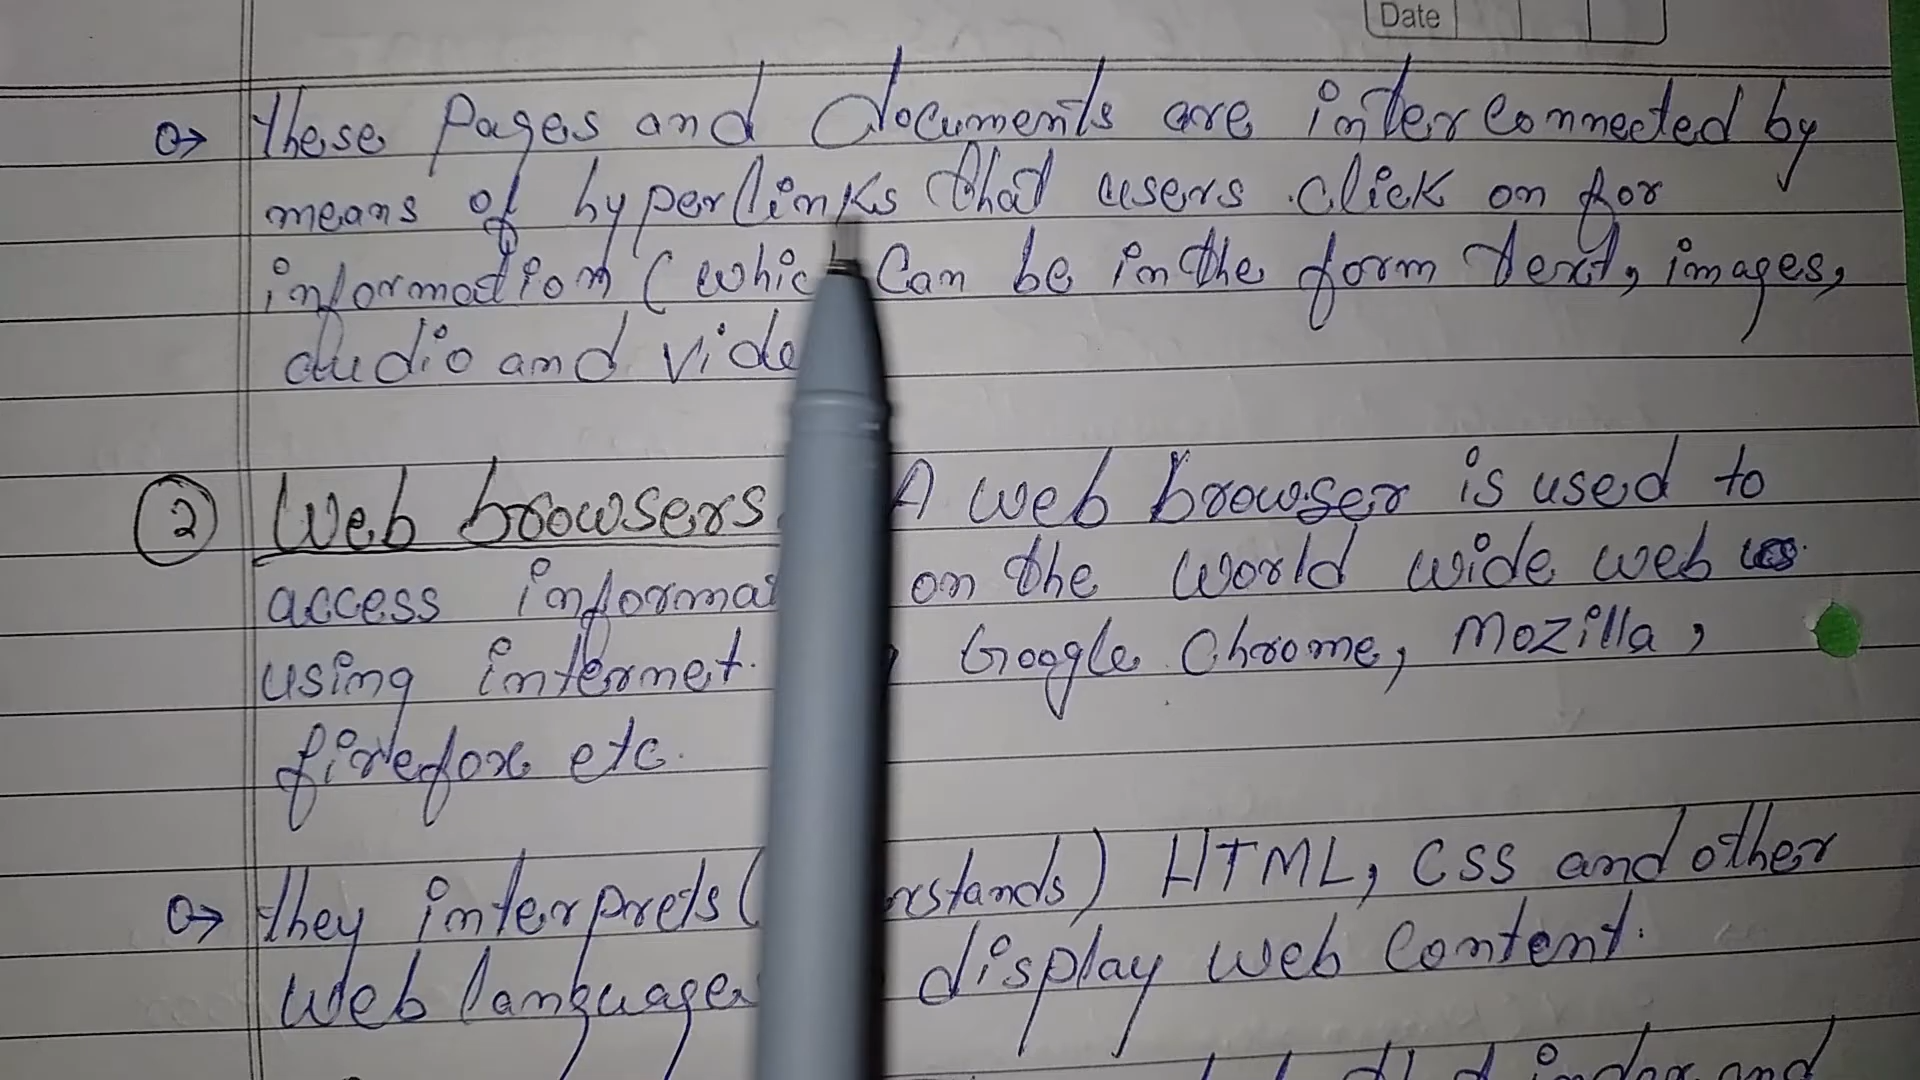 Date
These Pages and documents are interconnected by
means of hyperlinks that users click on for
information (which can be in the form text, images,
audio and vide
② Web browsers A web browser is used to
access informa on the world wide web
using internet. Google Chrome, Mozilla,
firefox etc.
They interprets ( rstands) HTML, CSS and other
web language display web content.
and